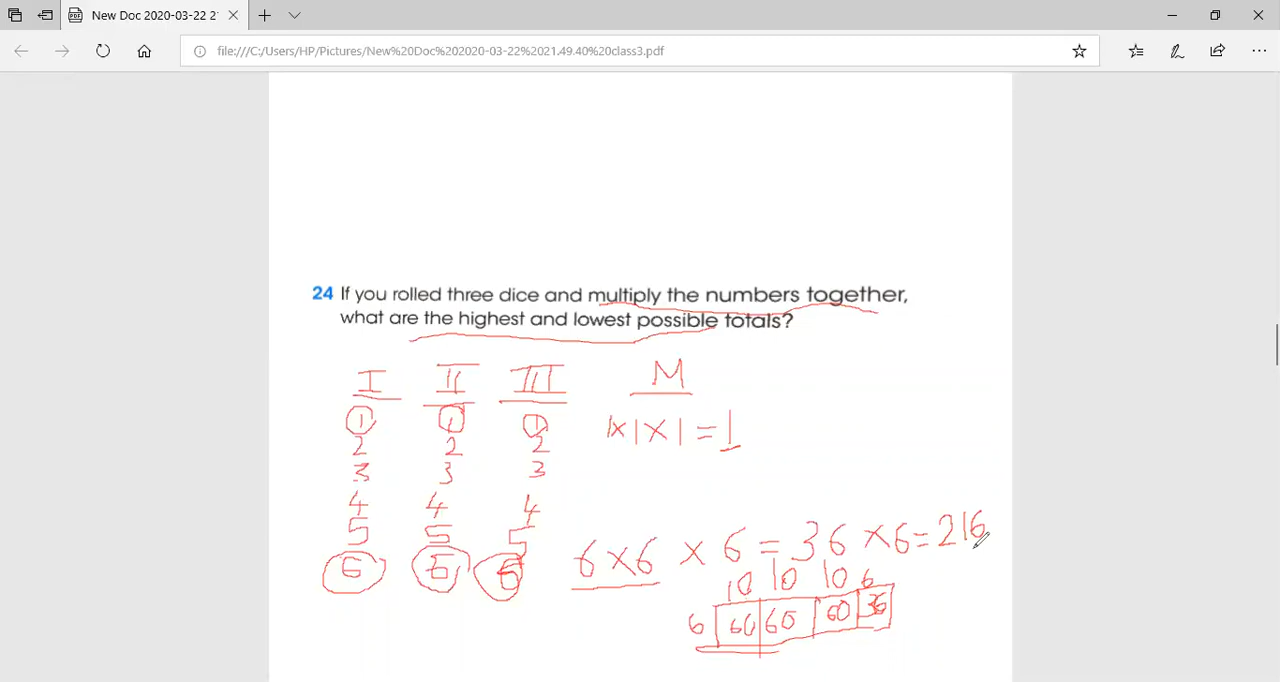 New Doc 2020-03-22 2
file:///C:/Users/HP/Pictures/New%20Doc%202020-03-22%2021.49.40%20class3.pdf
24 If you rolled three dice and multiply the numbers together,
what are the highest and lowest possible totals?
I II III M
1 1 1 1×1×1=1
2 2 2
3 3 3
4 4 4
5 5 5
6 6 6 6×6 × 6 = 36 ×6=216
10 10 10 6
6 60 60 60 36